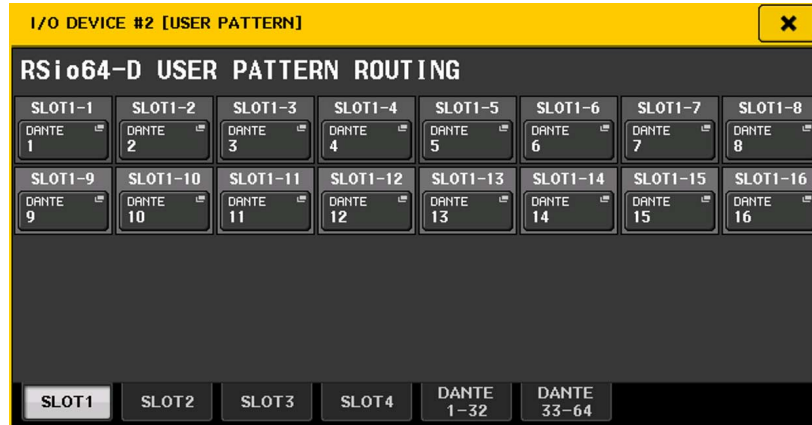 I/O DEVICE #2 [USER PATTERN]
RSio64-D USER PATTERN ROUTING
SLOT1-1 SLOT1-2 SLOT1-3 SLOT1-4 SLOT1-5 SLOT1-6 SLOT1-7 SLOT1-8
DANTE DANTE DANTE DANTE DANTE DANTE DANTE DANTE
1 2 3 4 5 6 7 8
SLOT1-9 SLOT1-10 SLOT1-11 SLOT1-12 SLOT1-13 SLOT1-14 SLOT1-15 SLOT1-16
DANTE DANTE DANTE DANTE DANTE DANTE DANTE DANTE
9 10 11 12 13 14 15 16
SLOT1 SLOT2 SLOT3 SLOT4 DANTE DANTE
1-32 33-64